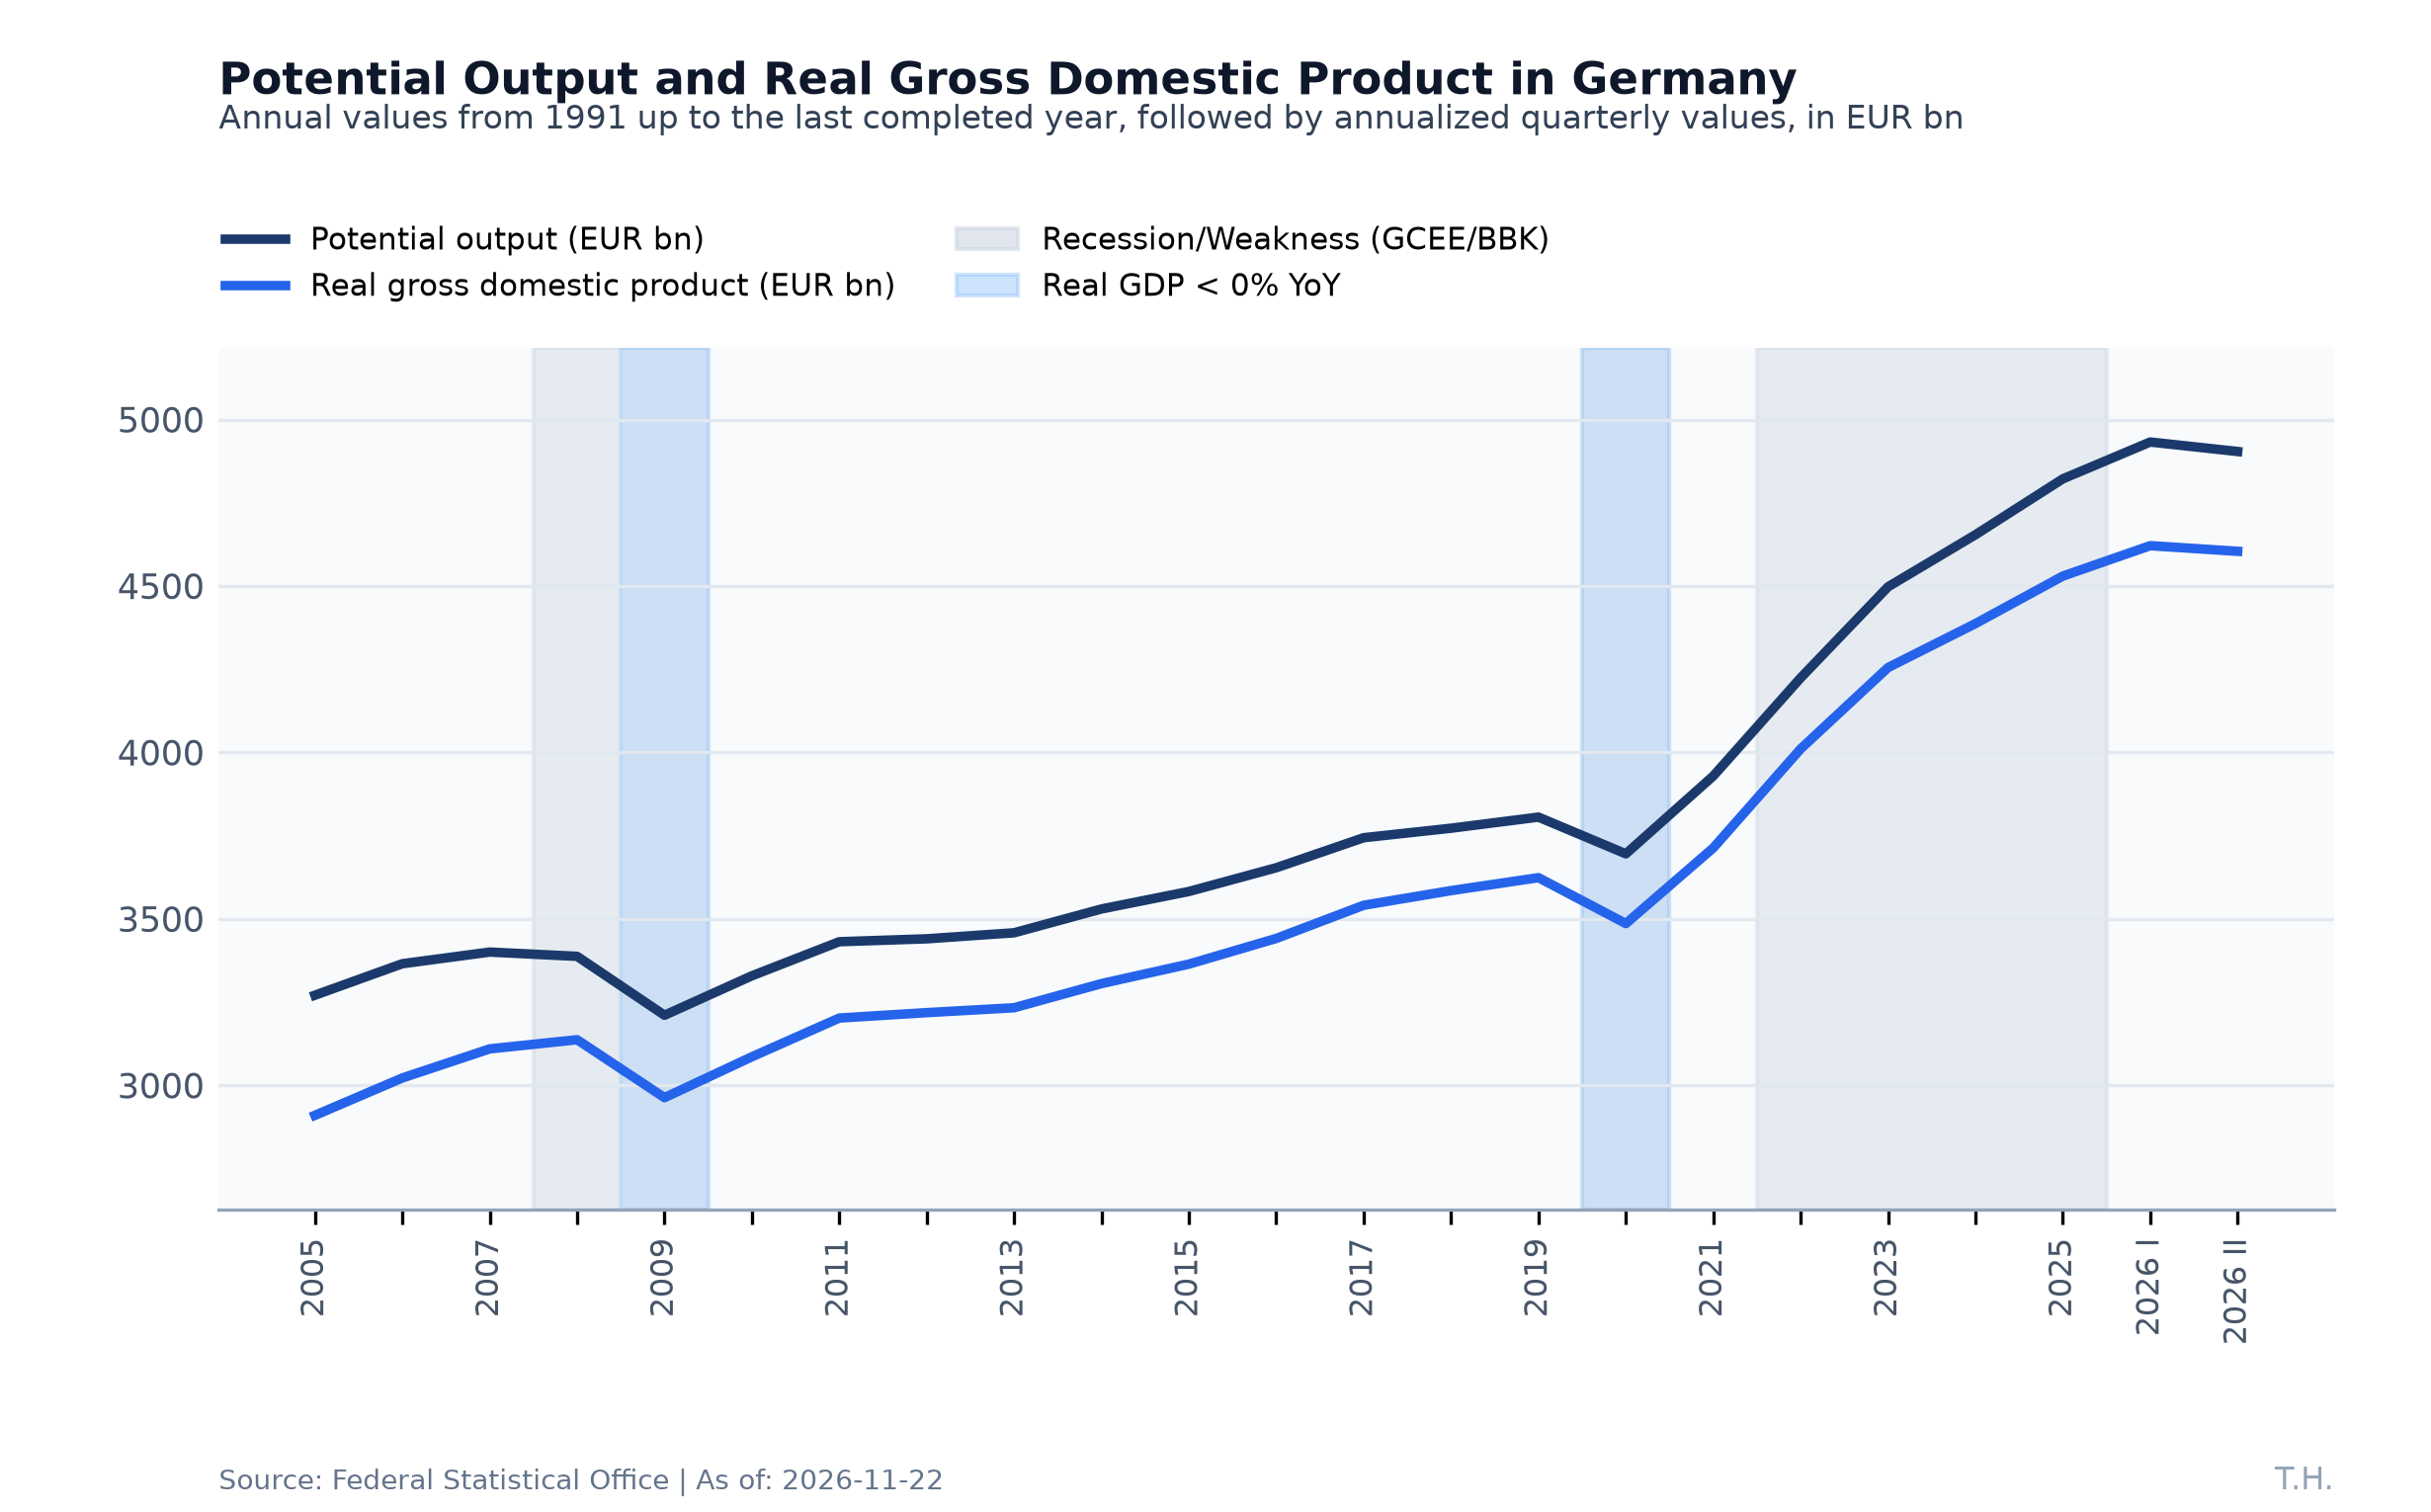 Potential Output and Real Gross Domestic Product in Germany
Annual values from 1991 up to the last completed year, followed by annualized quarterly values, in EUR bn
Potential output (EUR bn)
Real gross domestic product (EUR bn)
Recession/Weakness (GCEE/BBK)
Real GDP < 0% YoY
5000
4500
4000
3500
3000
2005
2007
2009
2011
2013
2015
2017
2019
2021
2023
2025
2026 I
2026 II
Source: Federal Statistical Office | As of: 2026-11-22
T.H.